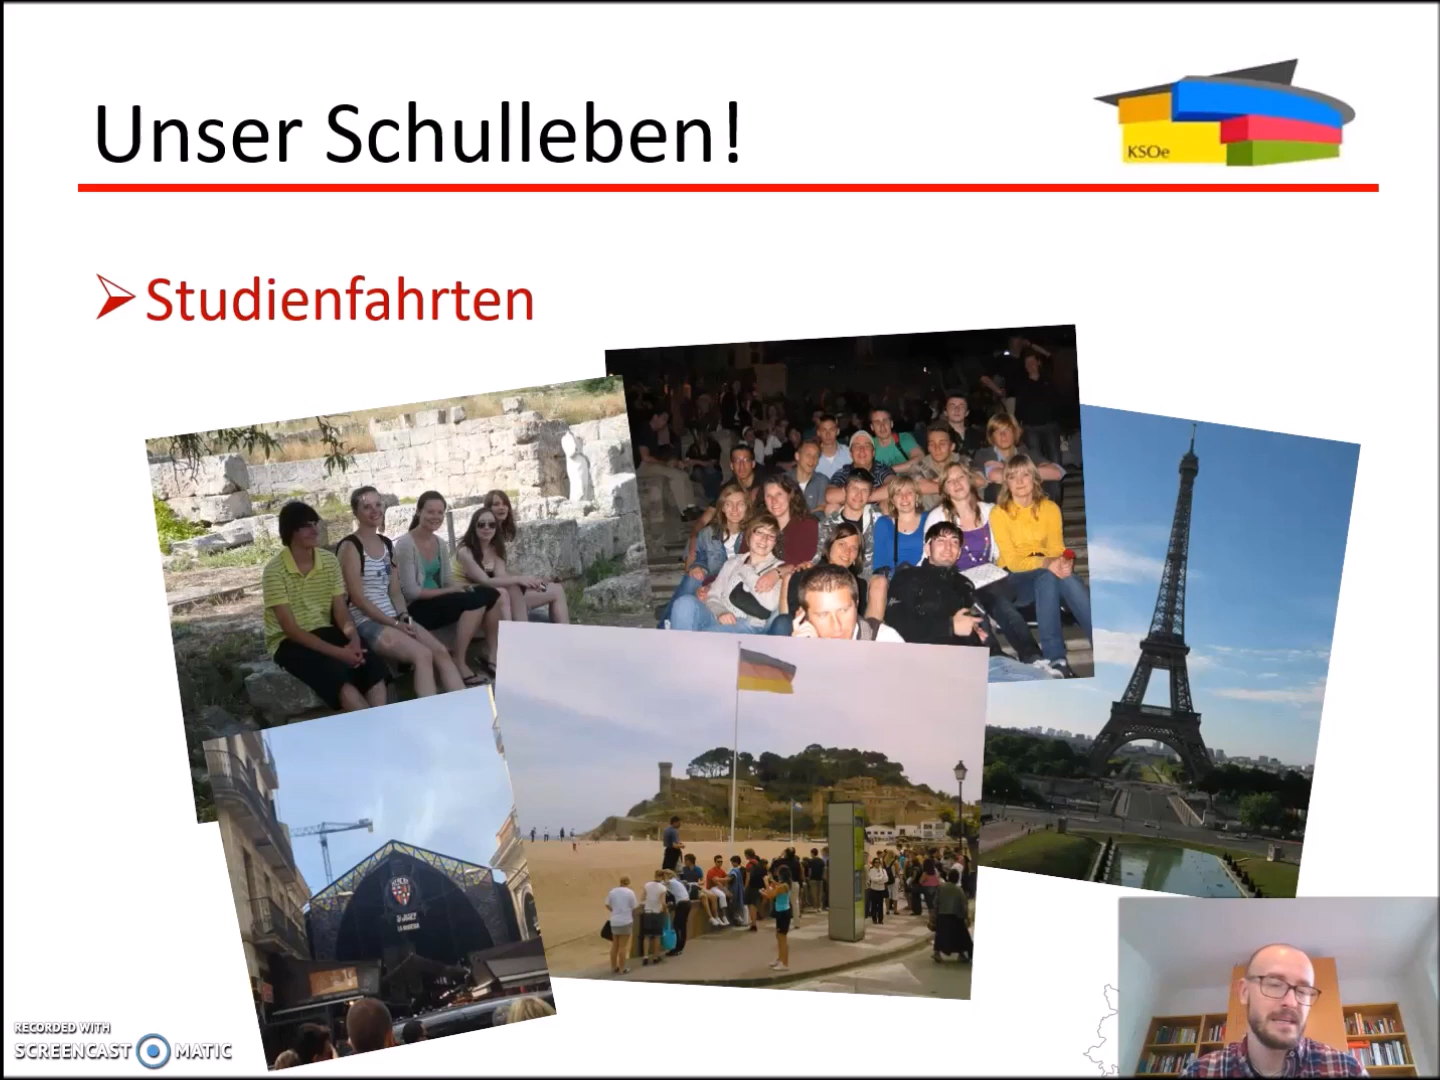 Unser Schulleben!
KSOe
Studienfahrten
RECORDED WITH
SCREENCAST MATIC